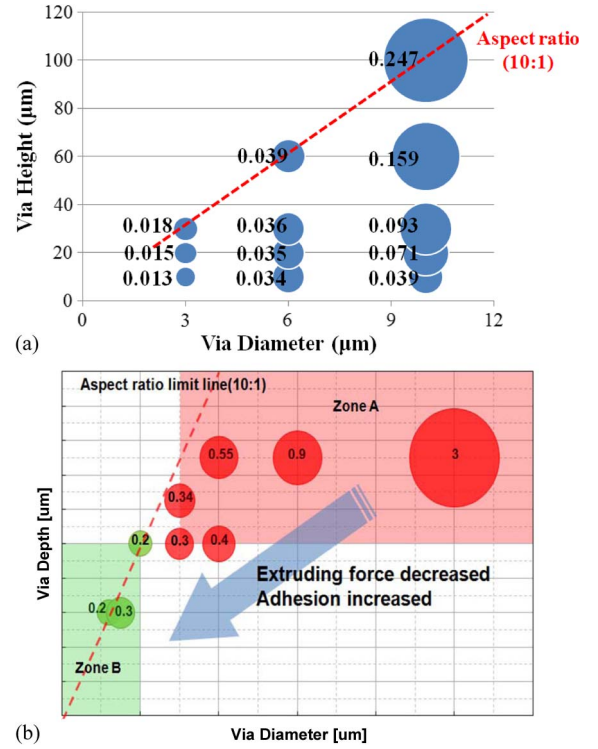 120
100
80
60
40
20
0
Via Height (μm)
0.247
Aspect ratio
(10:1)
0.039
0.159
0.018
0.036
0.093
0.015
0.035
0.071
0.013
0.034
0.039
0 3 6 9 12
(a) Via Diameter (μm)
Aspect ratio limit line(10:1)
Zone A
0.55
0.9
3
0.34
0.2
0.3
0.4
Via Depth [um]
Extruding force decreased
Adhesion increased
0.2
0.3
Zone B
(b) Via Diameter [um]